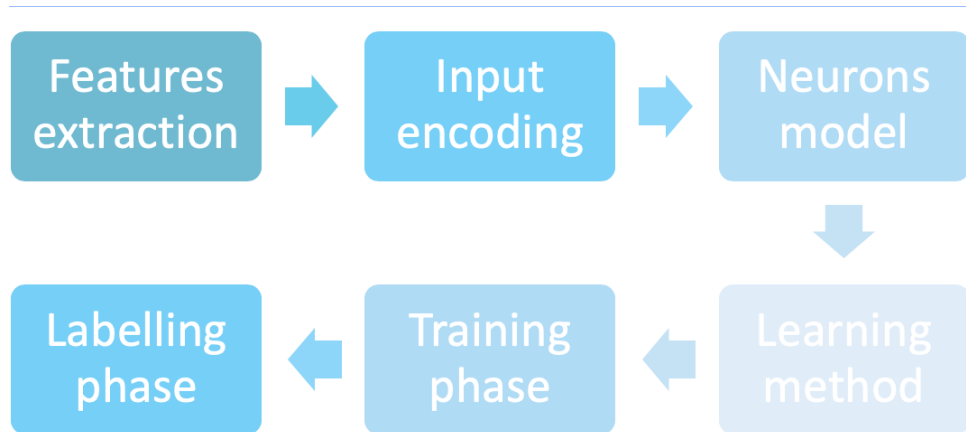 Features
extraction
Input
encoding
Neurons
model
Learning
method
Training
phase
Labelling
phase